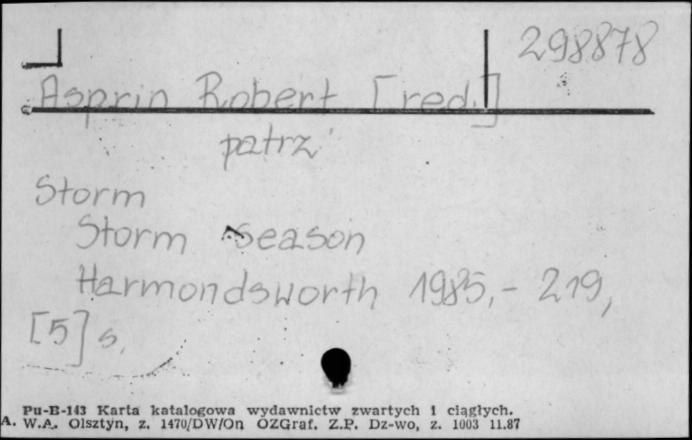 298878
Asprin Robert [red.]
patrz
Storm
Storm season
Harmondsworth 1985,- 219,
[5] s.
Pu-B-143 Karta katalogowa wydawnictw zwartych i ciągłych.
A. W.A. Olsztyn, z. 1470/DW/On OZGraf. Z.P. Dz-wo, z. 1003 11.87